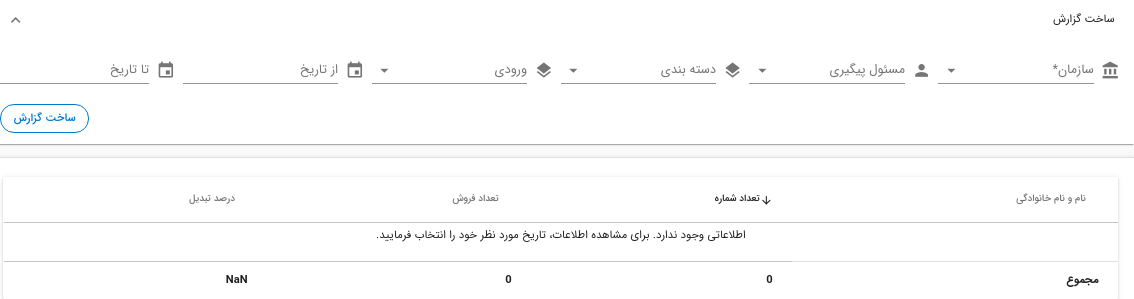 ساخت گزارش
سازمان* مسئول پیگیری دسته بندی ورودی از تاریخ تا تاریخ
ساخت گزارش
نام و نام خانوادگی تعداد شماره تعداد فروش درصد تبدیل
اطلاعاتی وجود ندارد. برای مشاهده اطلاعات، تاریخ مورد نظر خود را انتخاب فرمایید.
مجموع 0 0 NaN